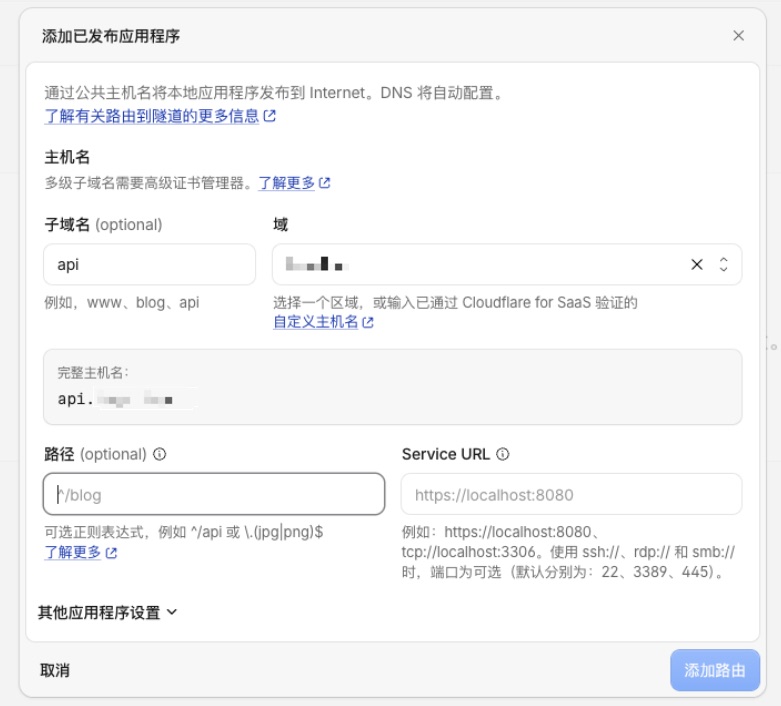 添加已发布应用程序
通过公共主机名将本地应用程序发布到 Internet。DNS 将自动配置。
了解有关路由到隧道的更多信息
主机名
多级子域名需要高级证书管理器。了解更多
子域名 (optional)
域
api
例如，www、blog、api
选择一个区域，或输入已通过 Cloudflare for SaaS 验证的
自定义主机名
完整主机名：
api.
路径 (optional)
Service URL
^/blog
https://localhost:8080
可选正则表达式，例如 ^/api 或 \.(jpg|png)$
了解更多
例如：https://localhost:8080、
tcp://localhost:3306。使用 ssh://、rdp:// 和 smb://
时，端口为可选（默认分别为：22、3389、445）。
其他应用程序设置
取消
添加路由